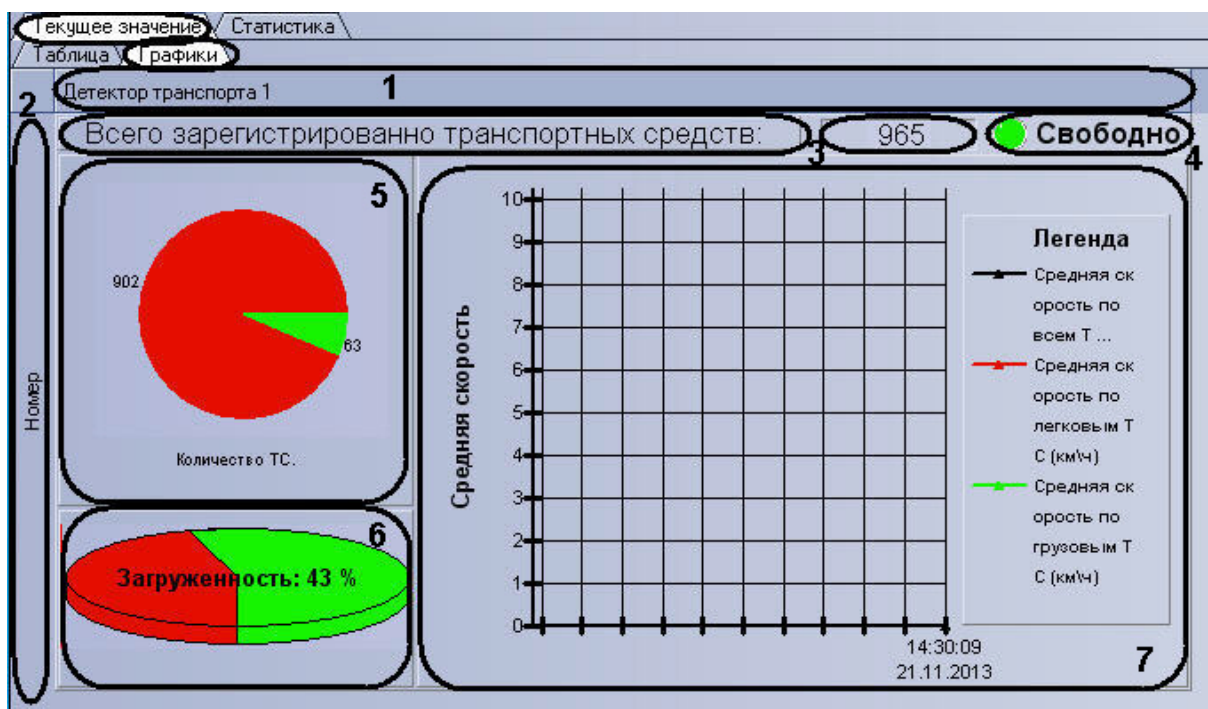 Текущее значение Статистика
Таблица Графики
Детектор транспорта 1
1
2
Всего зарегистрированно транспортных средств:
3
965
Свободно
4
Номер
5
902
63
Количество ТС.
6
Загруженность: 43 %
Средняя скорость
10
9
8
7
6
5
4
3
2
1
0
14:30:09
21.11.2013
Легенда
Средняя ск
орость по
всем Т ...
Средняя ск
орость по
легковым Т
С (км\ч)
Средняя ск
орость по
грузовым Т
С (км\ч)
7